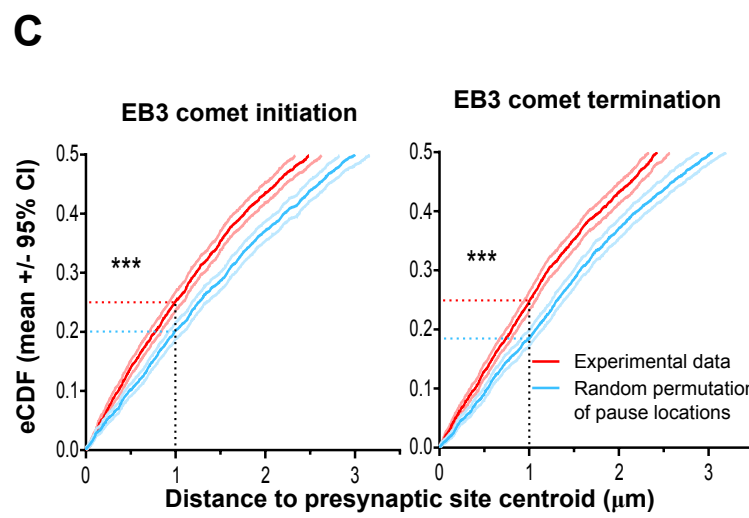 C
EB3 comet initiation
EB3 comet termination
eCDF (mean +/- 95% CI)
0.5
0.4
0.3
0.2
0.1
0.0
***
0
1
2
3
0.5
0.4
0.3
0.2
0.1
0.0
***
Experimental data
Random permutation
of pause locations
0
1
2
3
Distance to presynaptic site centroid (μm)